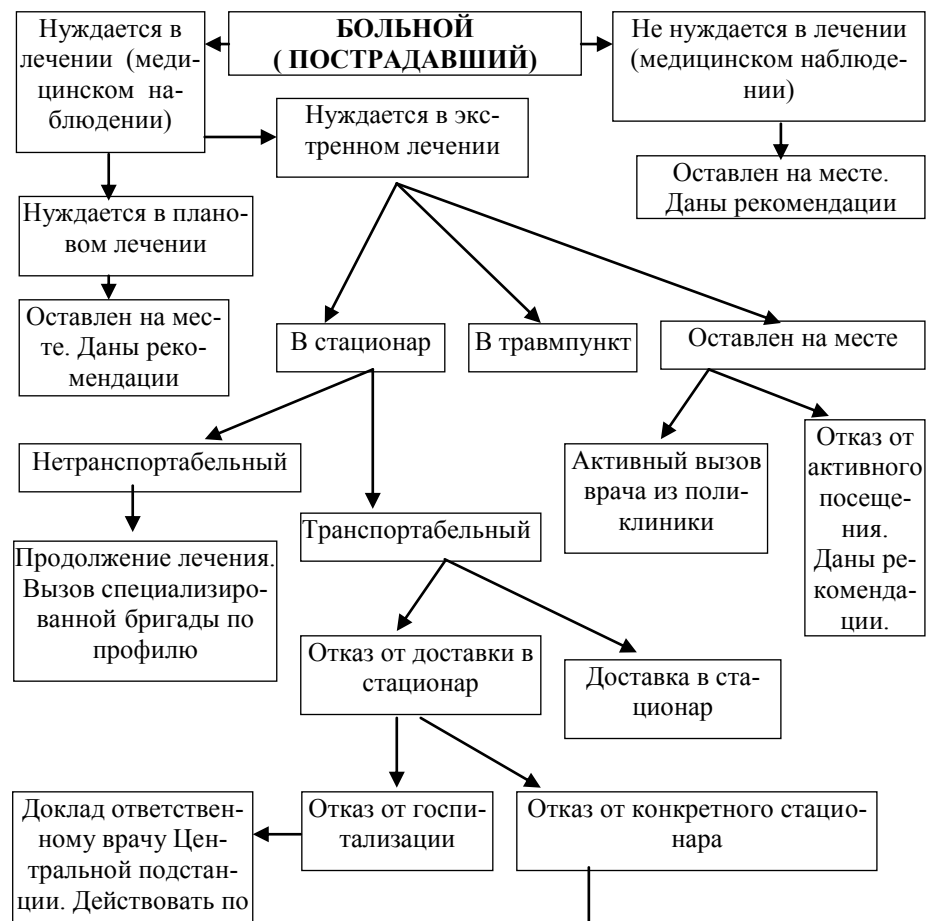 Нуждается в
лечении (меди-
цинском на-
блюдении)
БОЛЬНОЙ
( ПОСТРАДАВШИЙ)
Не нуждается в лечении
(медицинском наблюде-
нии)
Нуждается в экс-
тренном лечении
Оставлен на месте.
Даны рекомендации
Нуждается в плано-
вом лечении
Оставлен на мес-
те. Даны реко-
мендации
В стационар
В травмпункт
Оставлен на месте
Нетранспортабельный
Активный вызов
врача из поли-
клиники
Отказ от
активного
посеще-
ния.
Даны ре-
коменда-
ции.
Транспортабельный
Продолжение лечения.
Вызов специализиро-
ванной бригады по
профилю
Отказ от доставки в
стационар
Доставка в ста-
ционар
Доклад ответствен-
ному врачу Цен-
тральной подстан-
ции. Действовать по
Отказ от госпи-
тализации
Отказ от конкретного стацио-
нара